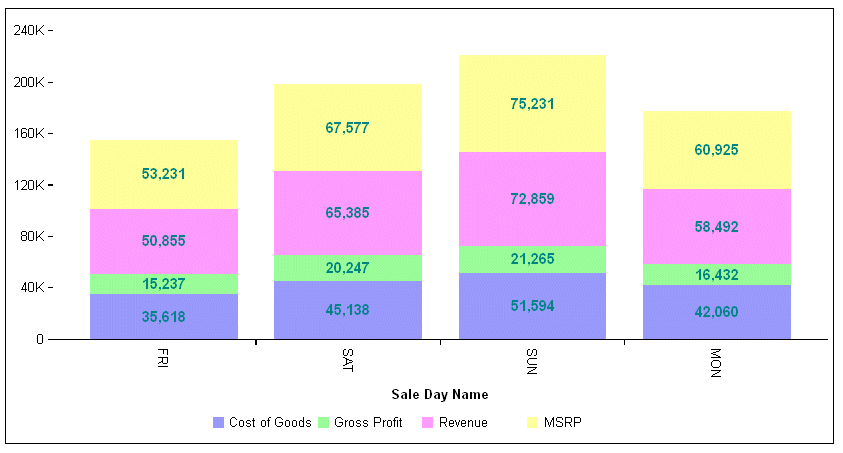 240K
200K
160K
120K
80K
40K
0
75,231
67,577
60,925
53,231
72,859
65,385
58,492
50,855
21,265
20,247
16,432
15,237
51,594
45,138
42,060
35,618
FRI SAT SUN MON
Sale Day Name
Cost of Goods Gross Profit Revenue MSRP